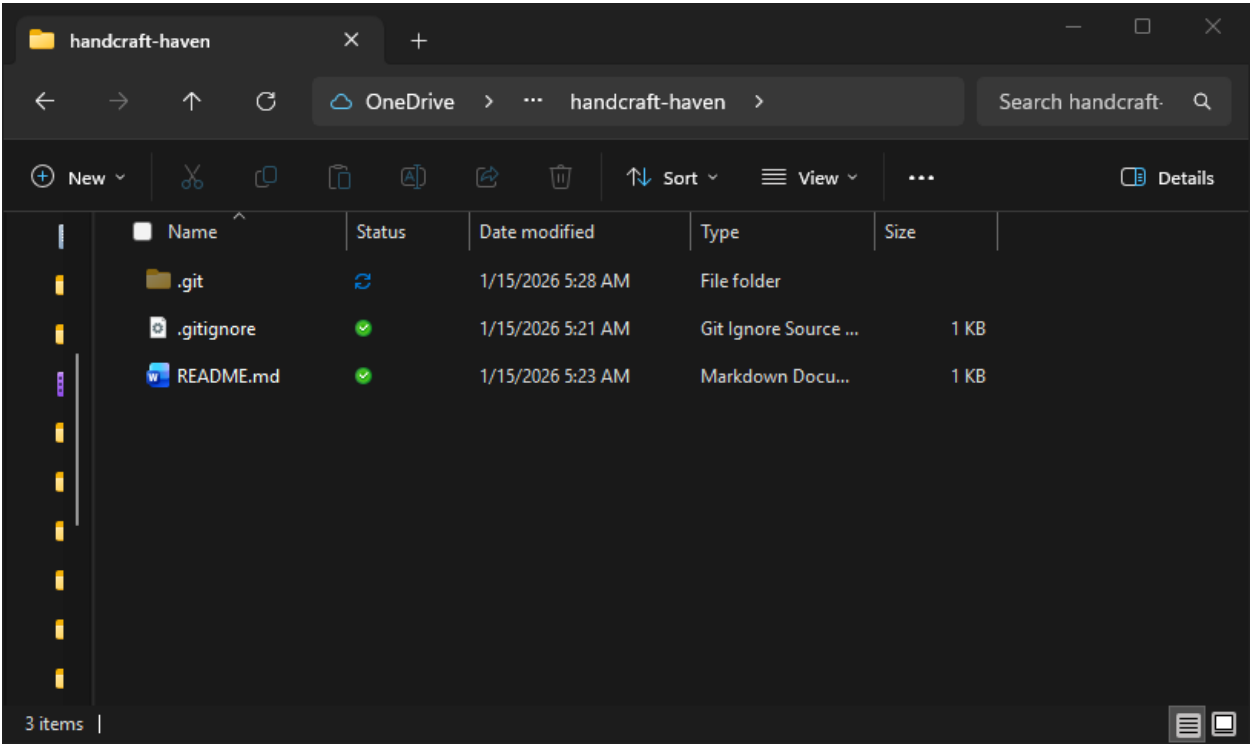 handcraft-haven
OneDrive > ... handcraft-haven >
Search handcraft-
New
Sort
View
Details
Name Status Date modified Type Size
.git 1/15/2026 5:28 AM File folder
.gitignore 1/15/2026 5:21 AM Git Ignore Source ... 1 KB
README.md 1/15/2026 5:23 AM Markdown Docu... 1 KB
3 items